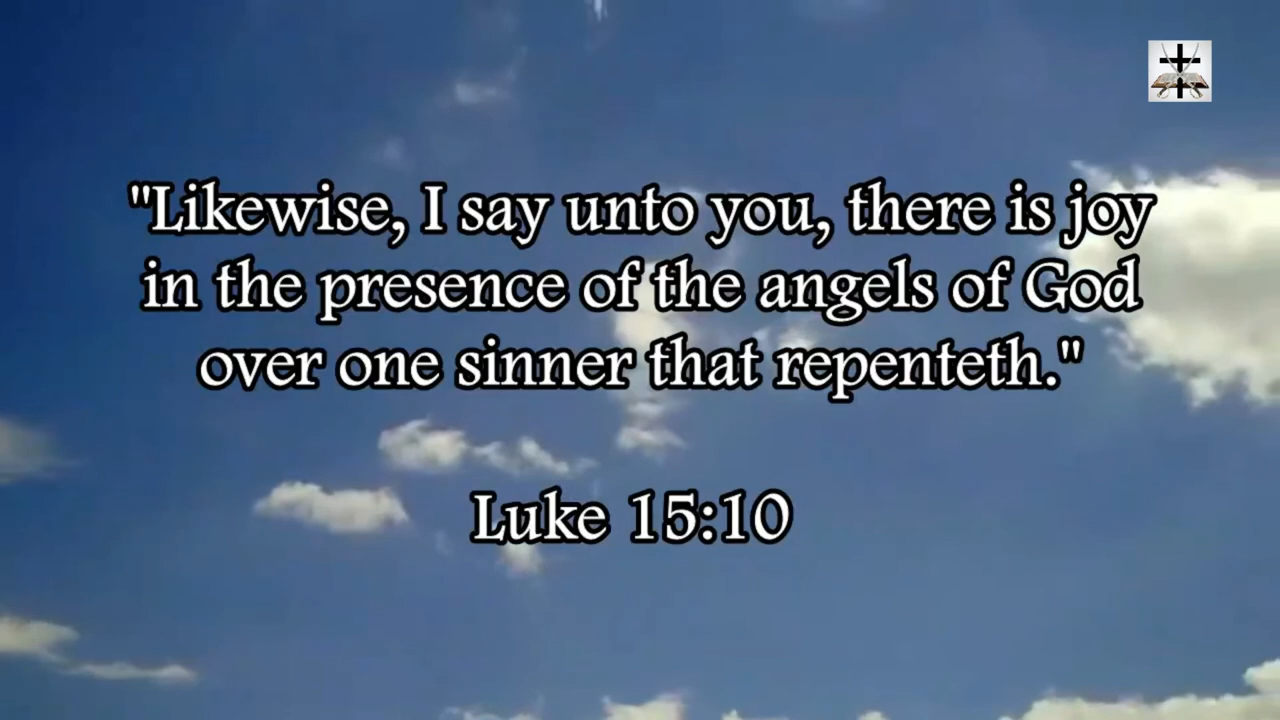 "Likewise, I say unto you, there is joy
in the presence of the angels of God
over one sinner that repenteth."
Luke 15:10